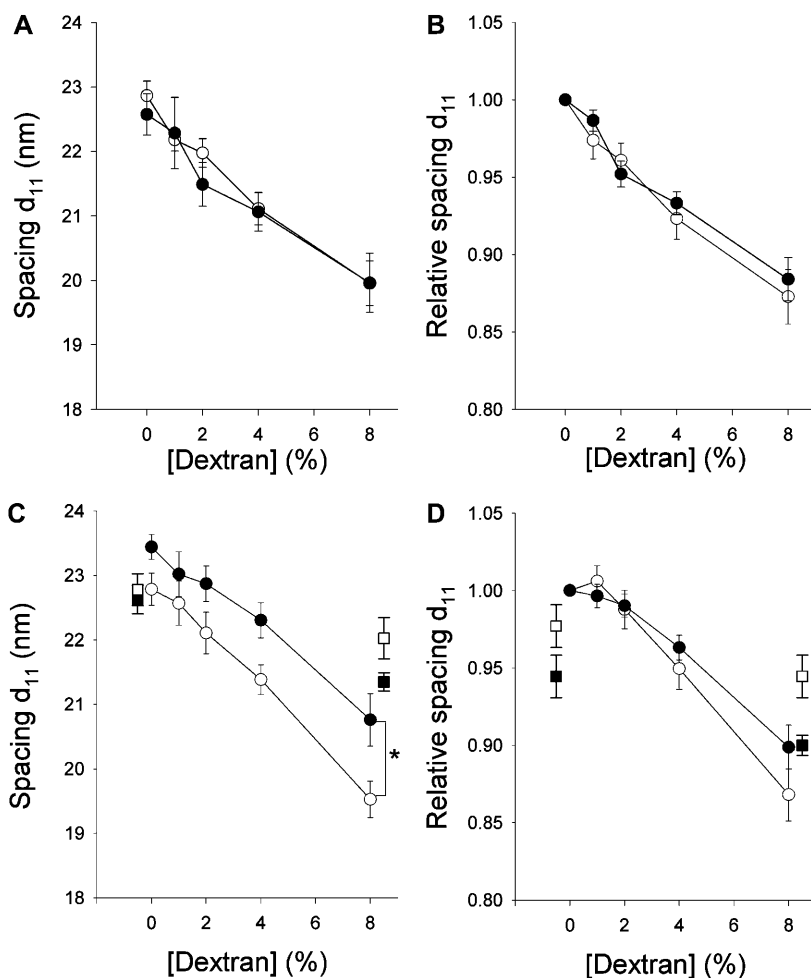 A
24
23
22
21
20
19
18
Spacing d11 (nm)
0 2 4 6 8
[Dextran] (%)
B
1.05
1.00
0.95
0.90
0.85
0.80
Relative spacing d11
0 2 4 6 8
[Dextran] (%)
C
24
23
22
21
20
19
18
Spacing d11 (nm)
*
0 2 4 6 8
[Dextran] (%)
D
1.05
1.00
0.95
0.90
0.85
0.80
Relative spacing d11
0 2 4 6 8
[Dextran] (%)